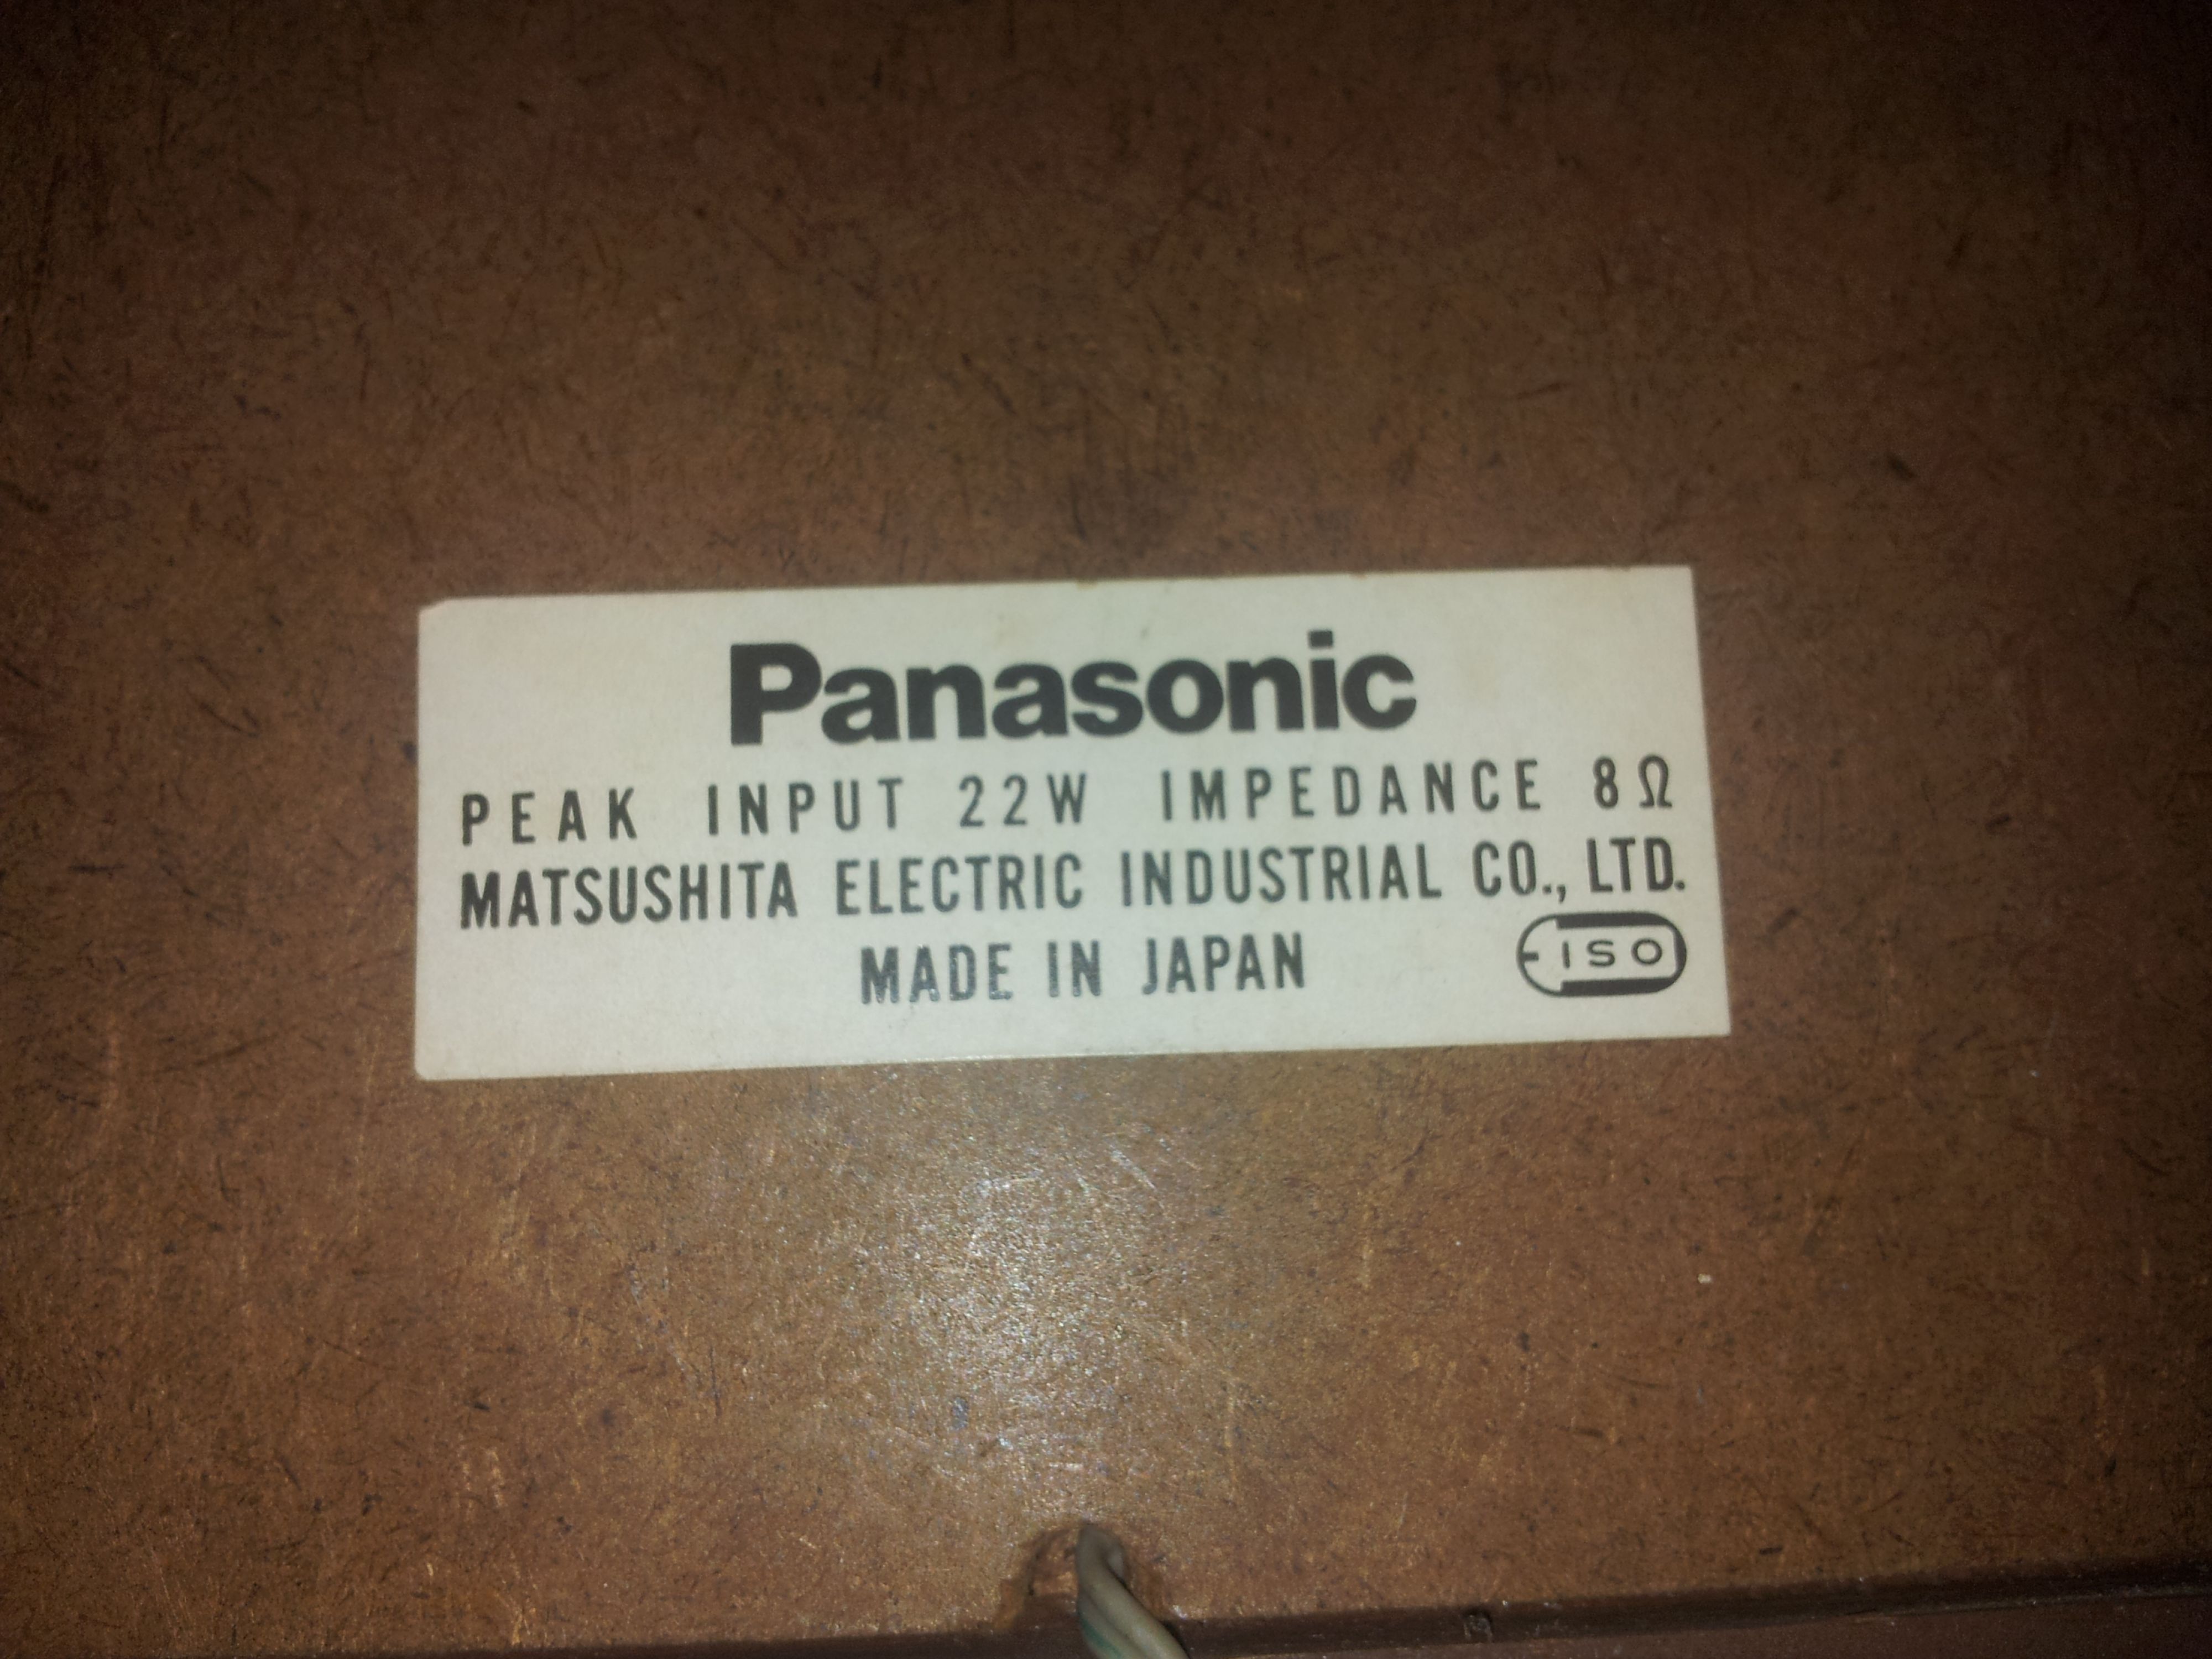 Panasonic
PEAK INPUT 22W IMPEDANCE 8Ω
MATSUSHITA ELECTRIC INDUSTRIAL CO., LTD.
MADE IN JAPAN
ISO